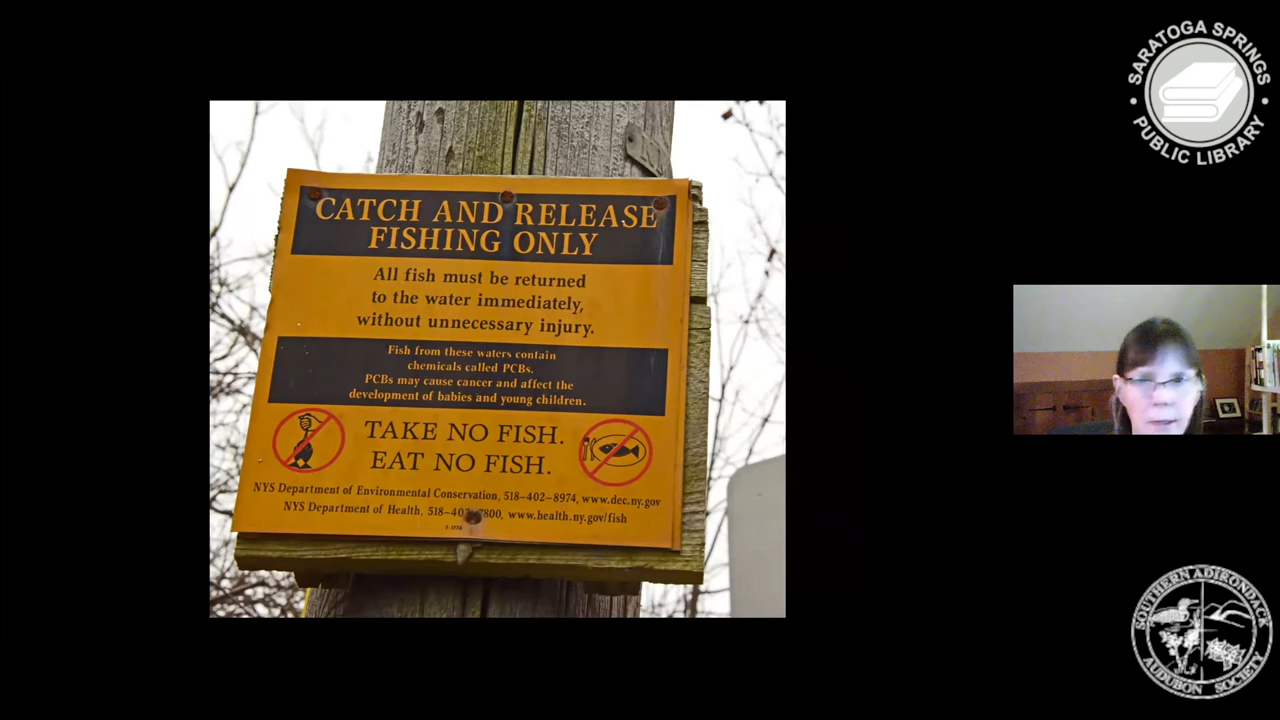 SARATOGA SPRINGS
PUBLIC LIBRARY
CATCH AND RELEASE
FISHING ONLY
All fish must be returned
to the water immediately,
without unnecessary injury.
Fish from these waters contain
chemicals called PCBs.
PCBs may cause cancer and affect the
development of babies and young children.
TAKE NO FISH.
EAT NO FISH.
NYS Department of Environmental Conservation, 518-402-8974, www.dec.ny.gov
NYS Department of Health, 518-40 7800, www.health.ny.gov/fish
SOUTHERN ADIRONDACK
AUDUBON SOCIETY